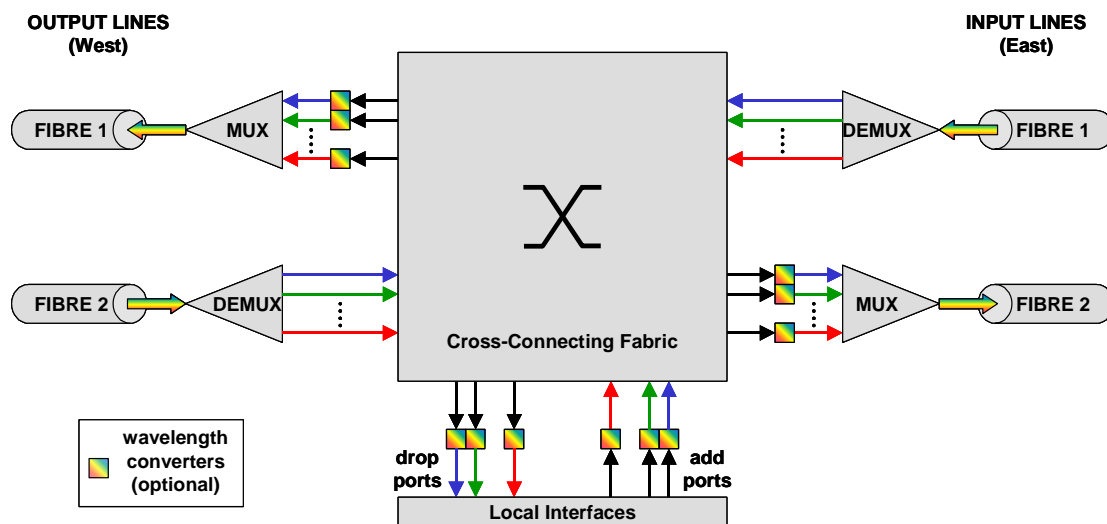 OUTPUT LINES
(West)
INPUT LINES
(East)
FIBRE 1
MUX
DEMUX
FIBRE 1
FIBRE 2
DEMUX
MUX
FIBRE 2
Cross-Connecting Fabric
wavelength
converters
(optional)
drop
ports
add
ports
Local Interfaces